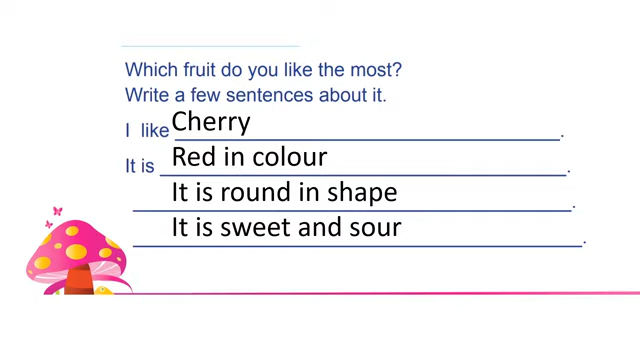 Which fruit do you like the most?
Write a few sentences about it.
I like Cherry.
It is Red in colour.
It is round in shape.
It is sweet and sour.